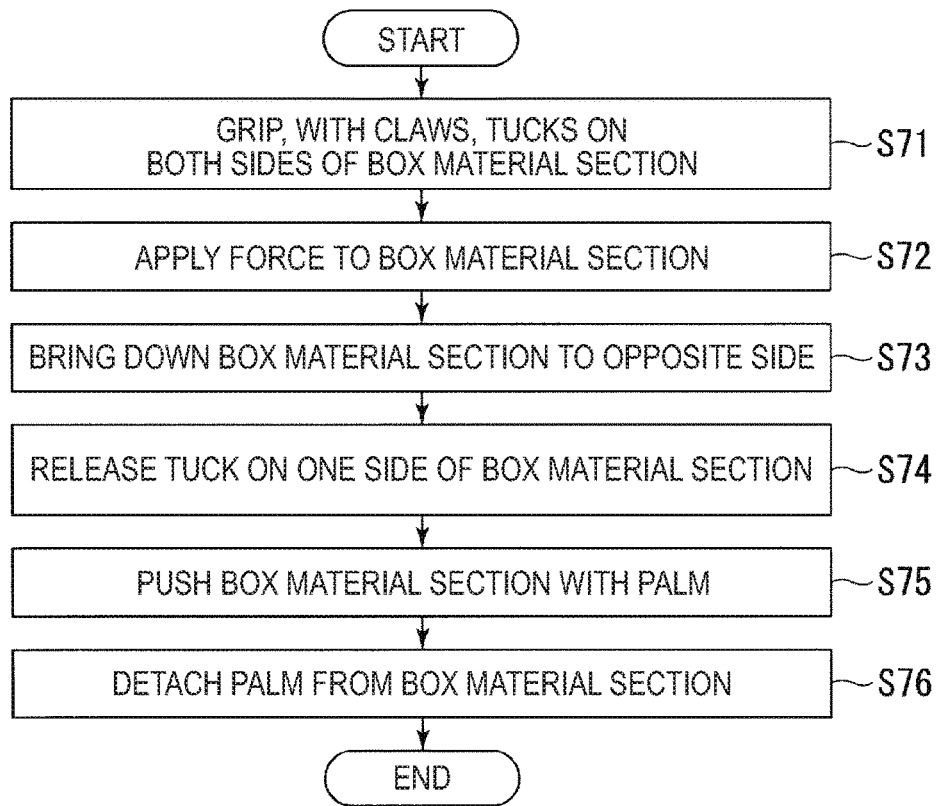 START
GRIP, WITH CLAWS, TUCKS ON
BOTH SIDES OF BOX MATERIAL SECTION
S71
APPLY FORCE TO BOX MATERIAL SECTION
S72
BRING DOWN BOX MATERIAL SECTION TO OPPOSITE SIDE
S73
RELEASE TUCK ON ONE SIDE OF BOX MATERIAL SECTION
S74
PUSH BOX MATERIAL SECTION WITH PALM
S75
DETACH PALM FROM BOX MATERIAL SECTION
S76
END